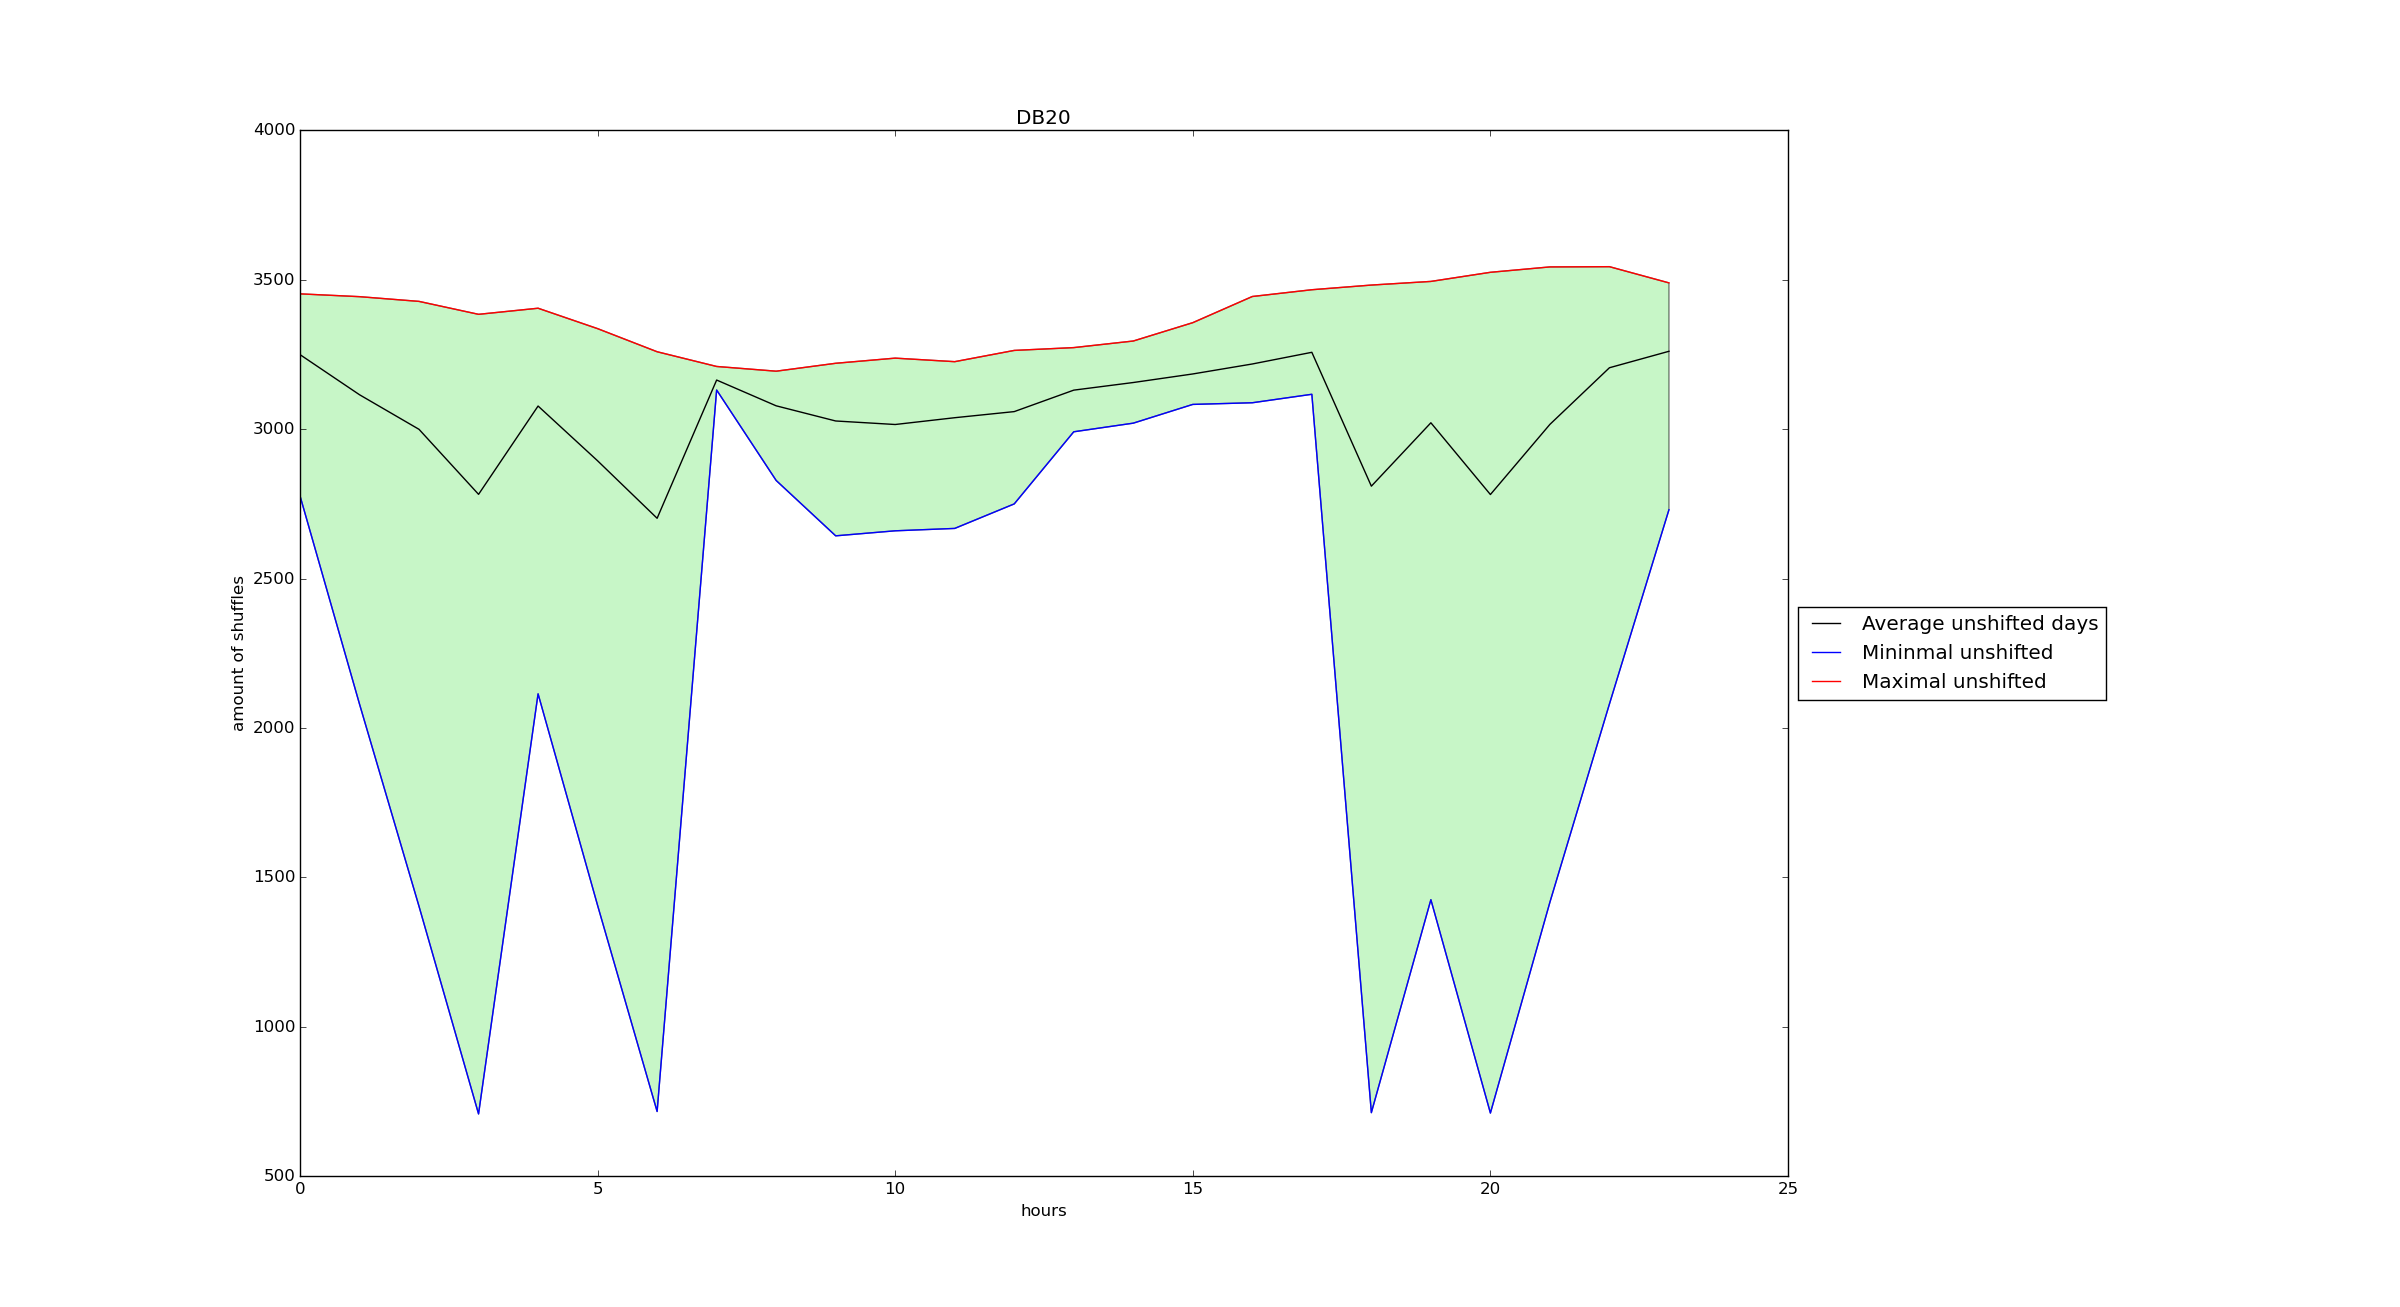 DB20
4000
3500
3000
2500
2000
1500
1000
500
amount of shuffles
0 5 10 15 20 25
hours
Average unshifted days
Mininmal unshifted
Maximal unshifted